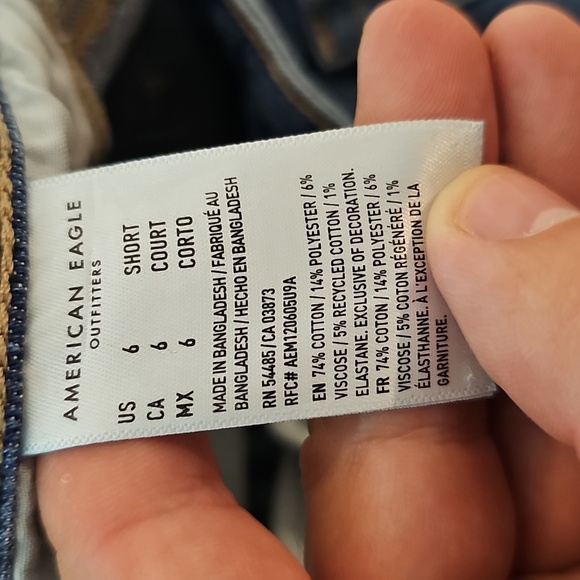 AMERICAN EAGLE
OUTFITTERS
US 6 SHORT
CA 6 COURT
MX 6 CORTO
MADE IN BANGLADESH / FABRIQUÉ AU
BANGLADESH / HECHO EN BANGLADESH
RN 54485/CA 03873
RFC# AEM120605U9A
EN 74% COTTON / 14% POLYESTER / 6%
VISCOSE / 5% RECYCLED COTTON / 1%
ELASTANE. EXCLUSIVE OF DECORATION.
FR 74% COTON / 14% POLYESTER / 6%
VISCOSE / 5% COTON RÉGÉNÉRÉ / 1%
ÉLASTHANNE. À L'EXCEPTION DE LA
GARNITURE.